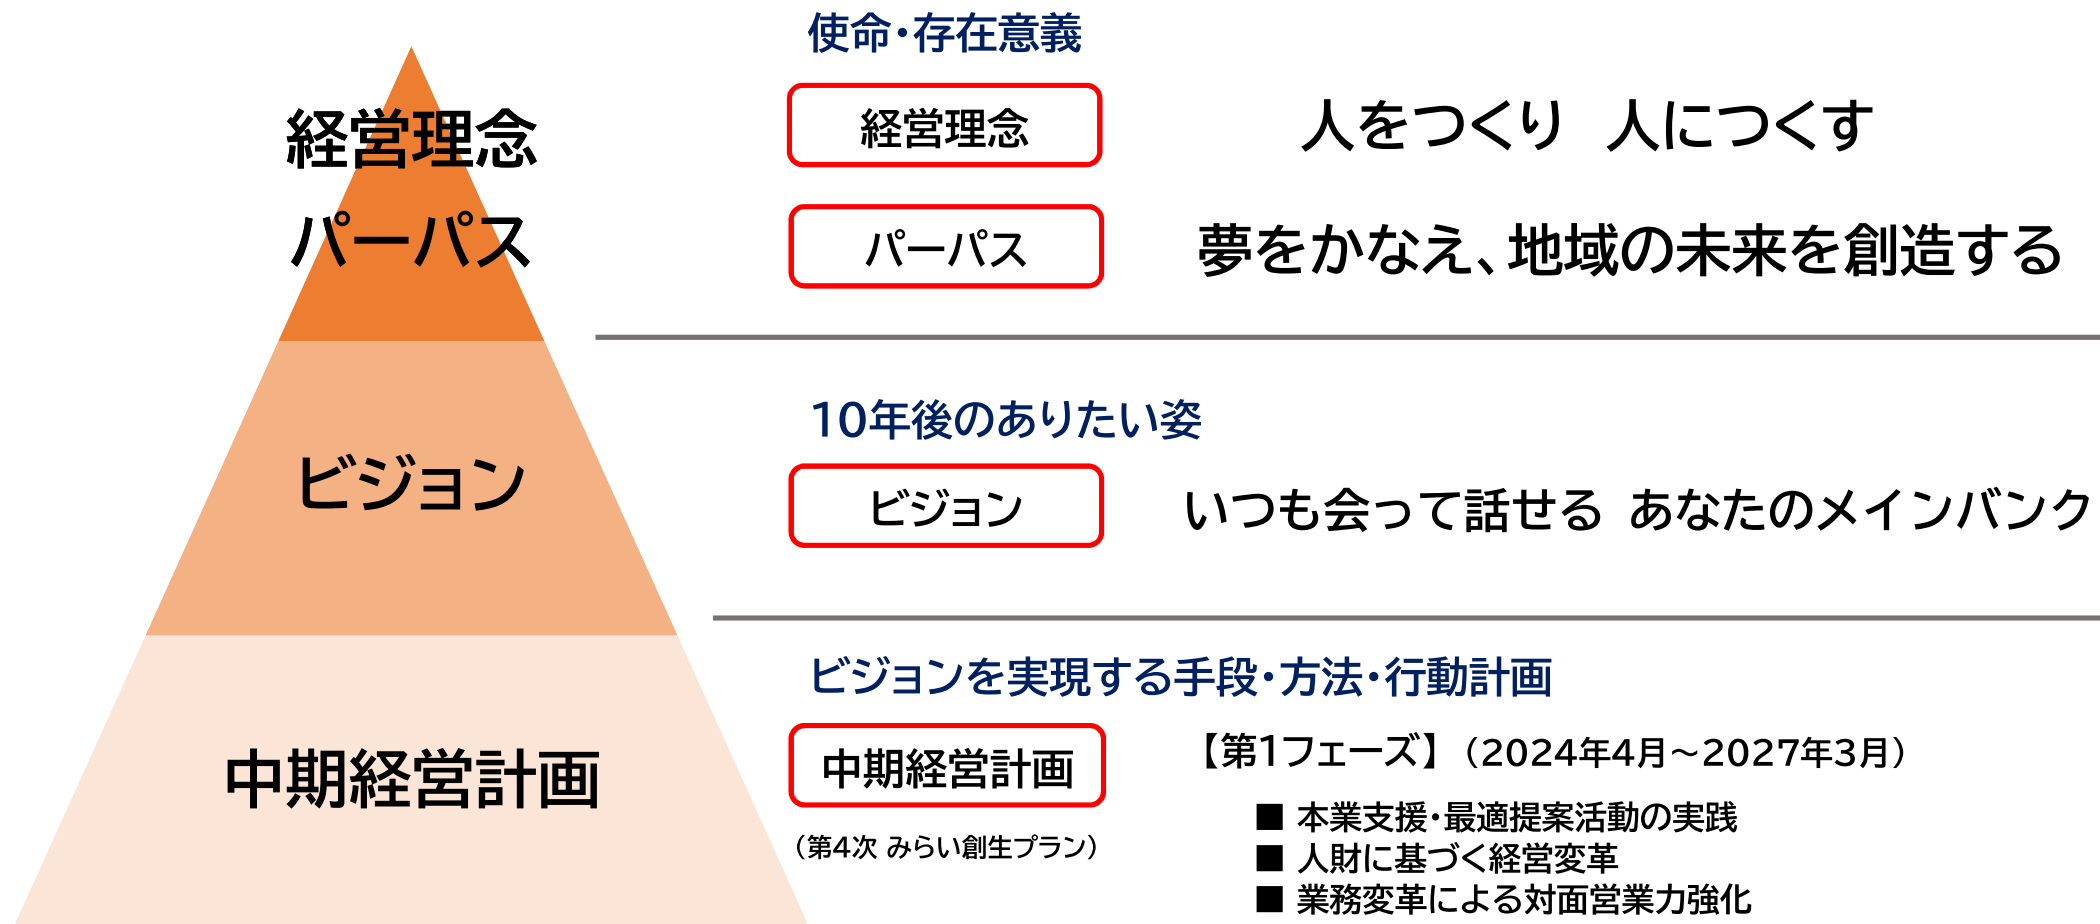 経営理念
パーパス
使命・存在意義
経営理念
人をつくり 人につくす
パーパス
夢をかなえ、地域の未来を創造する
ビジョン
10年後のありたい姿
ビジョン
いつも会って話せる あなたのメインバンク
中期経営計画
ビジョンを実現する手段・方法・行動計画
中期経営計画
(第4次 みらい創生プラン)
【第1フェーズ】(2024年4月～2027年3月)
■ 本業支援・最適提案活動の実践
■ 人財に基づく経営変革
■ 業務変革による対面営業力強化